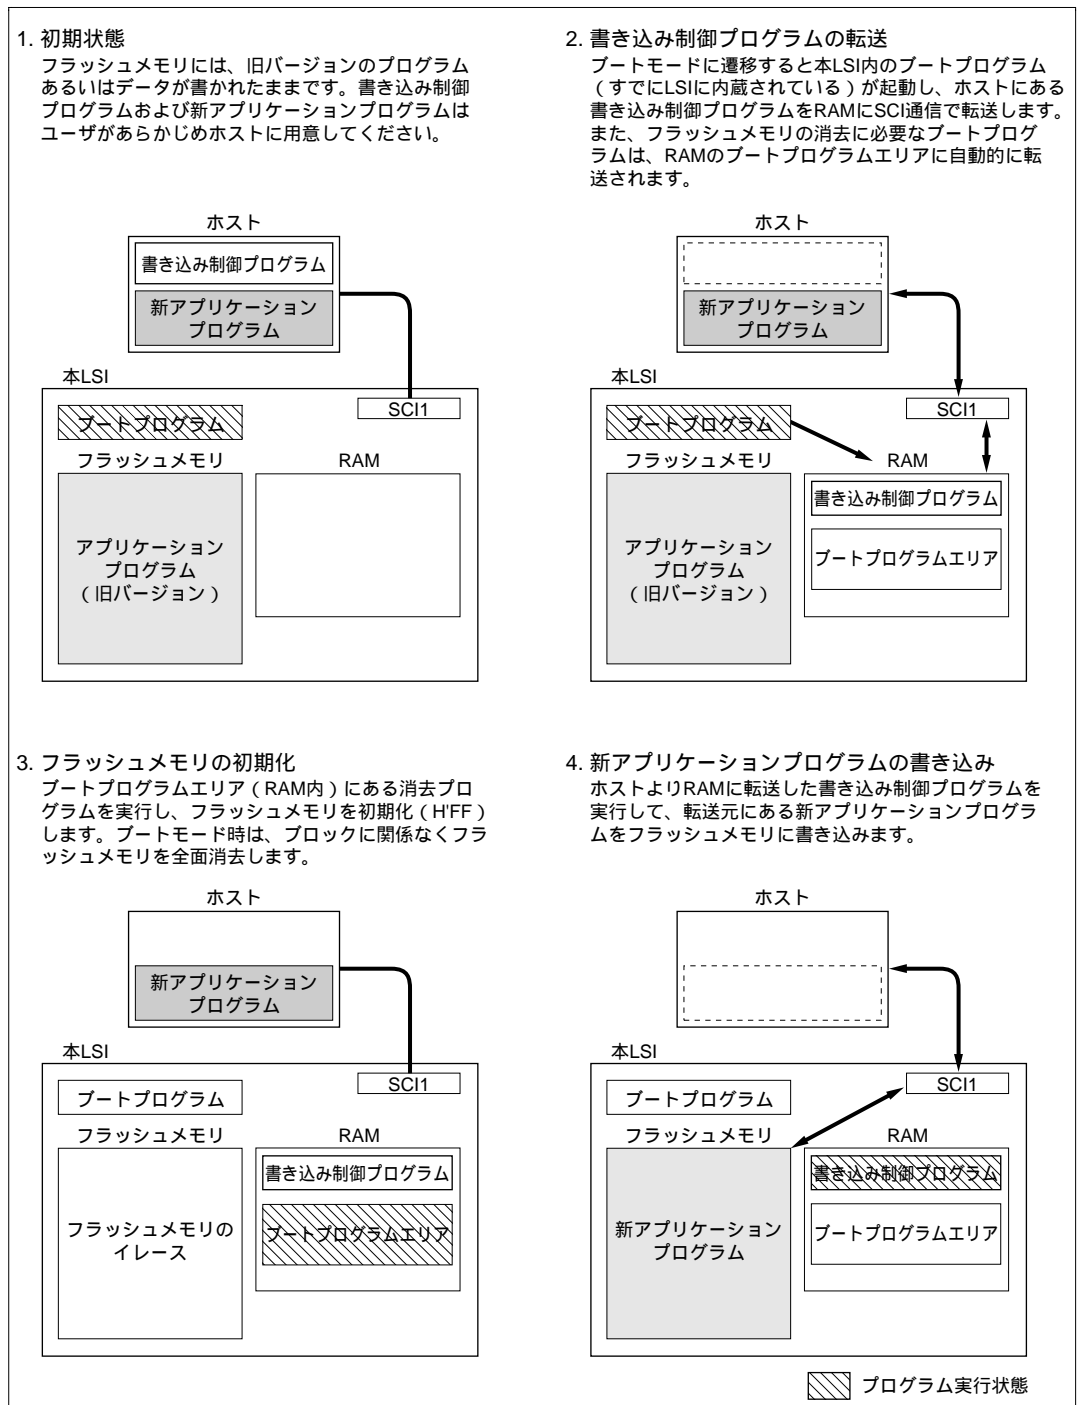 1. 初期状態
フラッシュメモリには、旧バージョンのプログラム
あるいはデータが書かれたままです。書き込み制御
プログラムおよび新アプリケーションプログラムは
ユーザがあらかじめホストに用意してください。
ホスト
書き込み制御プログラム
新アプリケーション
プログラム
本LSI
SCI1
ブートプログラム
フラッシュメモリ
RAM
アプリケーション
プログラム
（旧バージョン）
2. 書き込み制御プログラムの転送
ブートモードに遷移すると本LSI内のブートプログラム
（すでにLSIに内蔵されている）が起動し、ホストにある
書き込み制御プログラムをRAMにSCI通信で転送します。
また、フラッシュメモリの消去に必要なブートプログ
ラムは、RAMのブートプログラムエリアに自動的に転
送されます。
ホスト
新アプリケーション
プログラム
本LSI
SCI1
ブートプログラム
フラッシュメモリ
RAM
書き込み制御プログラム
アプリケーション
プログラム
（旧バージョン）
ブートプログラムエリア
3. フラッシュメモリの初期化
ブートプログラムエリア（RAM内）にある消去プロ
グラムを実行し、フラッシュメモリを初期化（H'FF）
します。ブートモード時は、ブロックに関係なくフラ
ッシュメモリを全面消去します。
ホスト
新アプリケーション
プログラム
本LSI
SCI1
ブートプログラム
フラッシュメモリ
RAM
書き込み制御プログラム
フラッシュメモリの
イレース
ブートプログラムエリア
4. 新アプリケーションプログラムの書き込み
ホストよりRAMに転送した書き込み制御プログラムを
実行して、転送元にある新アプリケーションプログラ
ムをフラッシュメモリに書き込みます。
ホスト
本LSI
SCI1
ブートプログラム
フラッシュメモリ
RAM
書き込み制御プログラム
新アプリケーション
プログラム
ブートプログラムエリア
プログラム実行状態